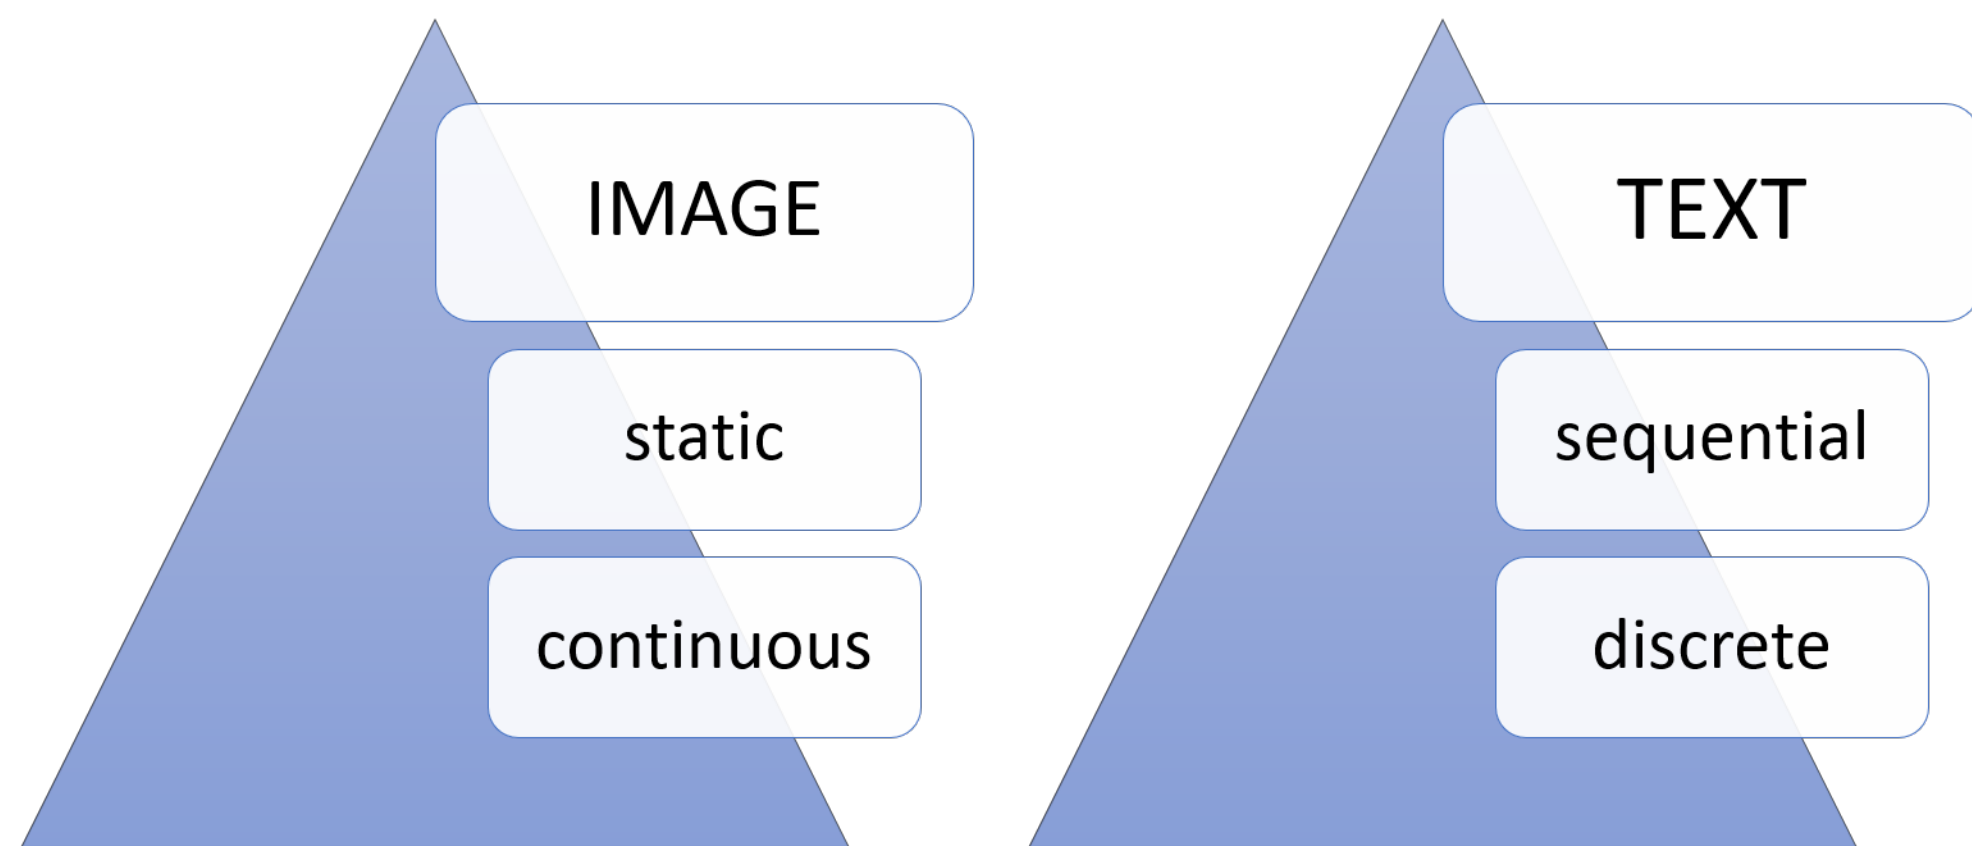 IMAGE
static
continuous
TEXT
sequential
discrete